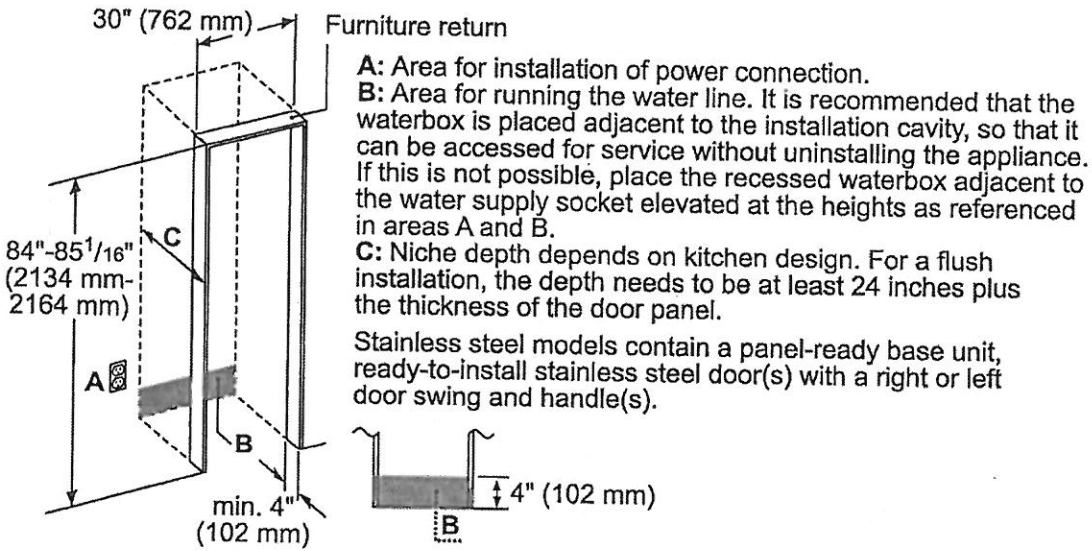 30" (762 mm)
Furniture return
A: Area for installation of power connection.
B: Area for running the water line. It is recommended that the
waterbox is placed adjacent to the installation cavity, so that it
can be accessed for service without uninstalling the appliance.
If this is not possible, place the recessed waterbox adjacent to
the water supply socket elevated at the heights as referenced
in areas A and B.
C: Niche depth depends on kitchen design. For a flush
installation, the depth needs to be at least 24 inches plus
the thickness of the door panel.
Stainless steel models contain a panel-ready base unit,
ready-to-install stainless steel door(s) with a right or left
door swing and handle(s).
C
84"-85 1/16"
(2134 mm-
2164 mm)
A
B
min. 4"
(102 mm)
4" (102 mm)
B